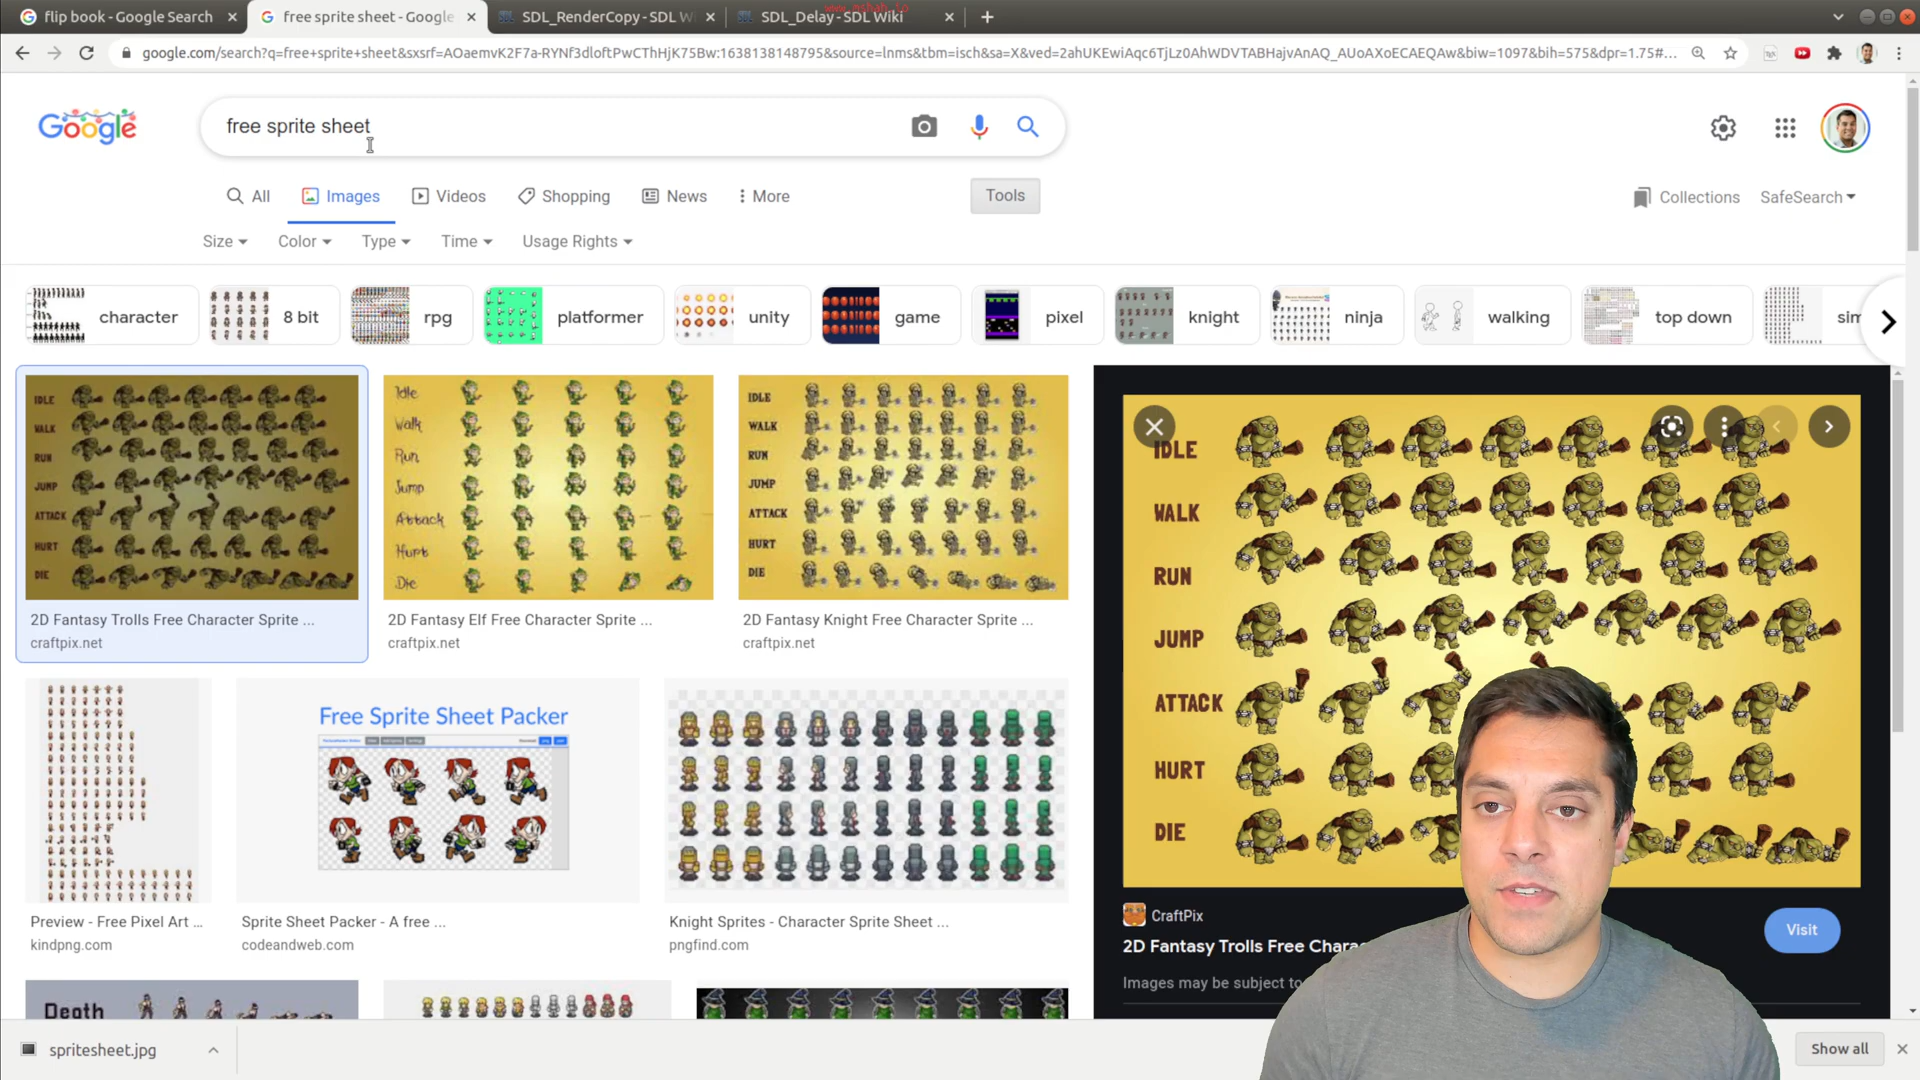 www.mshah.io
flip book - Google Search
free sprite sheet - Google
SDL_RenderCopy - SDL Wi
SDL_Delay - SDL Wiki
google.com/search?q=free+sprite+sheet&sxsrf=AOaemvK2F7a-RYNf3dloftPwCThHjK75Bw:1638138148795&source=lnms&tbm=isch&sa=X&ved=2ahUKEwiAqc6TjLz0AhWDVTABHajvAnAQ_AUoAXoECAEQAw&biw=1097&bih=575&dpr=1.75#...
Google
free sprite sheet
All
Images
Videos
Shopping
News
More
Tools
Collections
SafeSearch
Size
Color
Type
Time
Usage Rights
character
8 bit
rpg
platformer
unity
game
pixel
knight
ninja
walking
top down
sim
IDLE
WALK
RUN
JUMP
ATTACK
HURT
DIE
2D Fantasy Trolls Free Character Sprite ...
craftpix.net
Idle
Walk
Run
Jump
Attack
Hurt
Die
2D Fantasy Elf Free Character Sprite ...
craftpix.net
IDLE
WALK
RUN
JUMP
ATTACK
HURT
DIE
2D Fantasy Knight Free Character Sprite ...
craftpix.net
IDLE
WALK
RUN
JUMP
ATTACK
HURT
DIE
CraftPix
2D Fantasy Trolls Free Chara
Images may be subject to
Visit
Preview - Free Pixel Art ...
kindpng.com
Free Sprite Sheet Packer
Sprite Sheet Packer - A free ...
codeandweb.com
Knight Sprites - Character Sprite Sheet ...
pngfind.com
Death
spritesheet.jpg
Show all